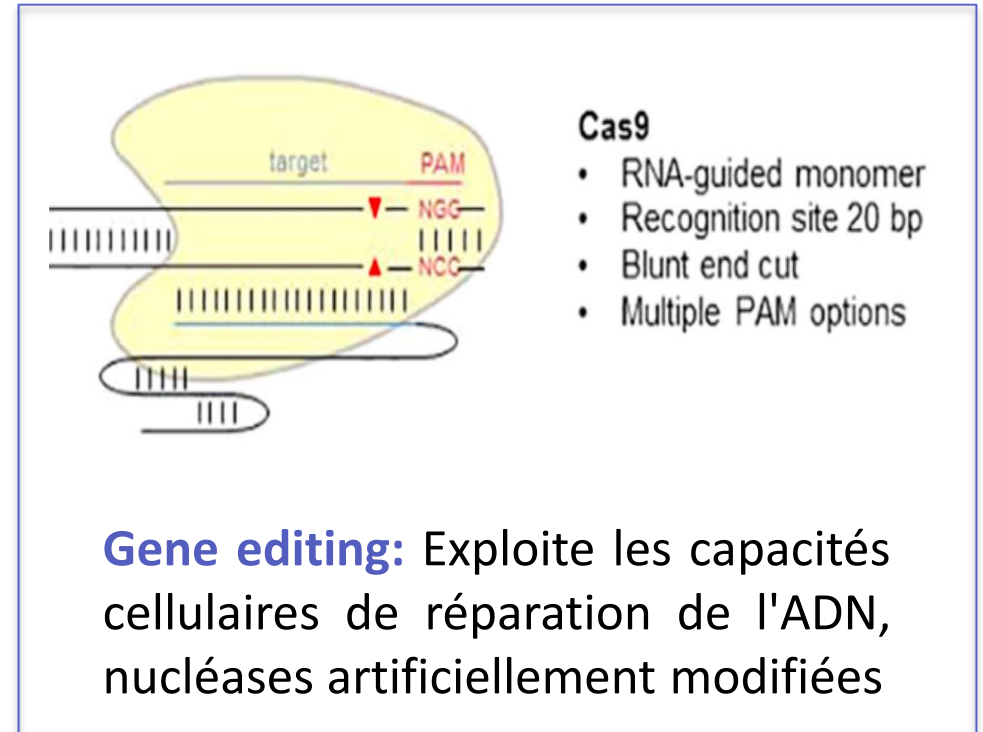 target PAM
NGG
NCC
Cas9
• RNA-guided monomer
• Recognition site 20 bp
• Blunt end cut
• Multiple PAM options
Gene editing: Exploite les capacités
cellulaires de réparation de l'ADN,
nucléases artificiellement modifiées